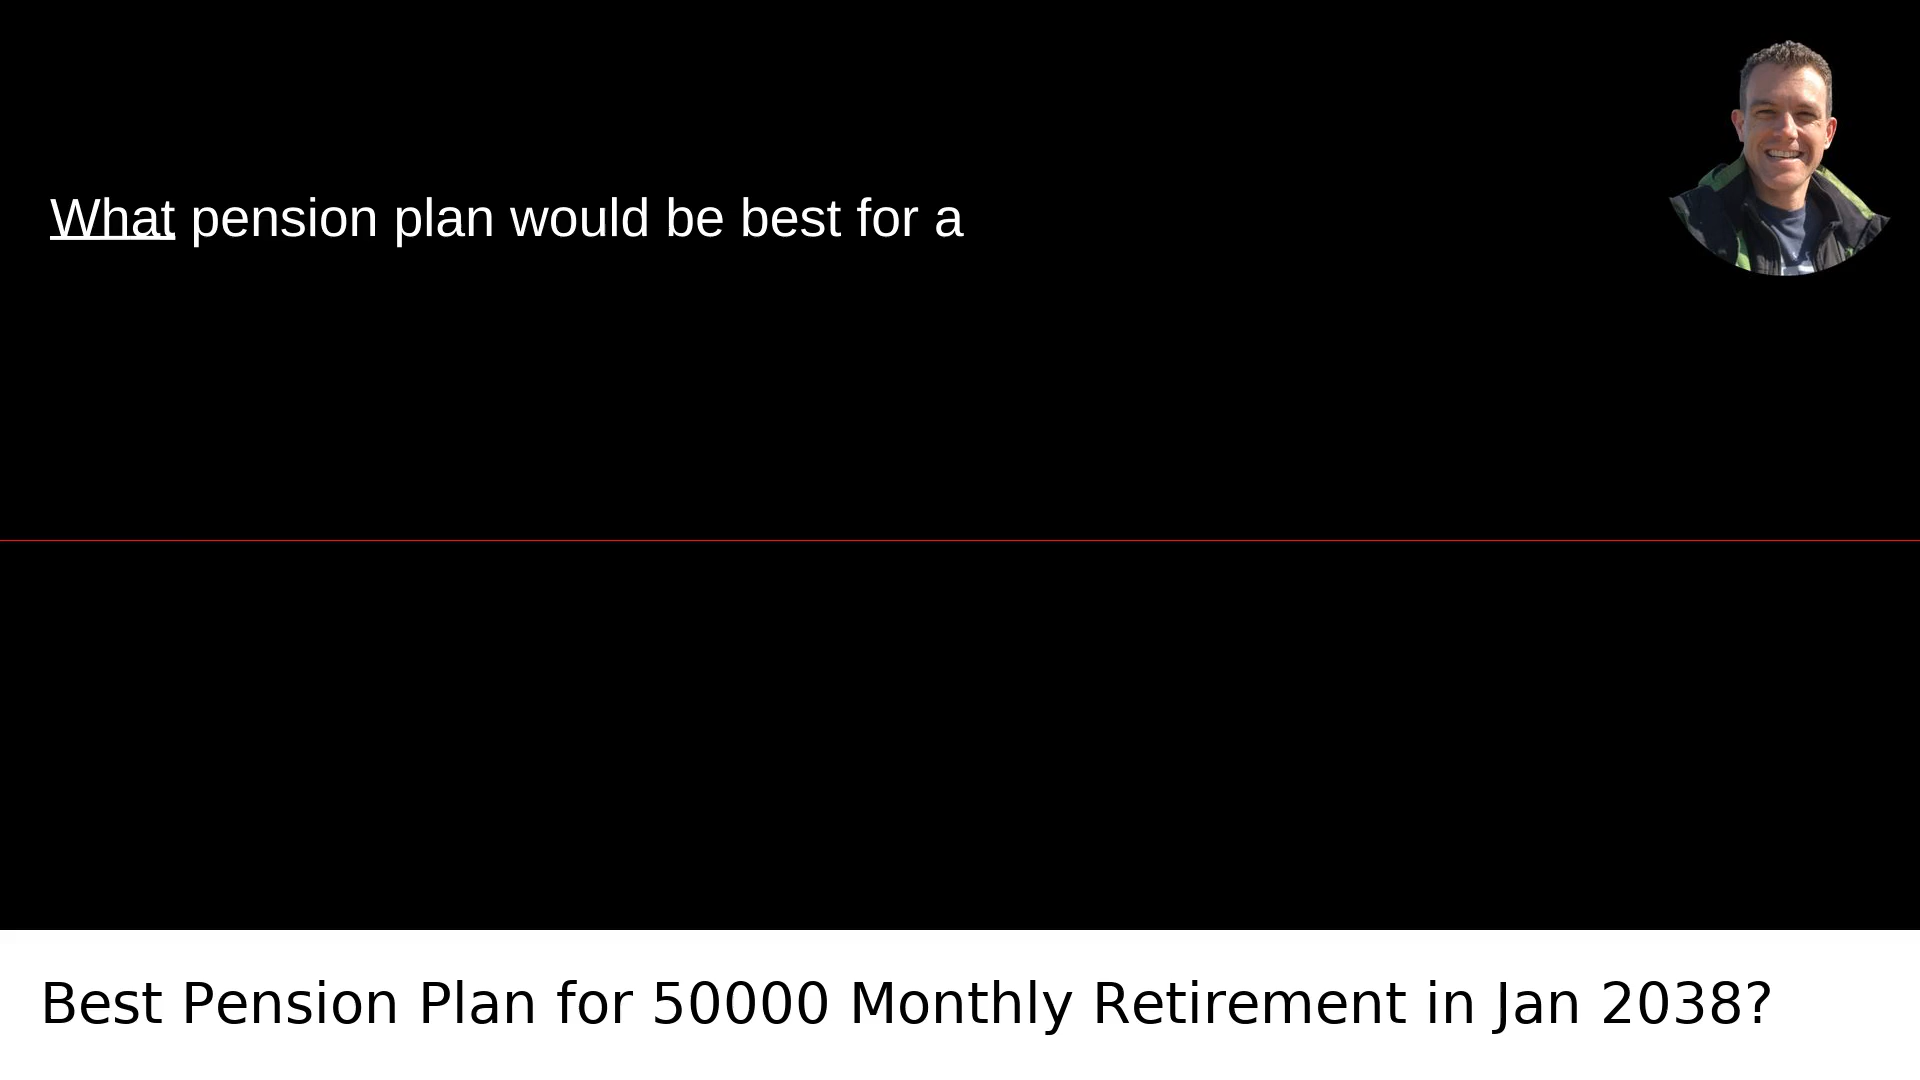 What pension plan would be best for a
Best Pension Plan for 50000 Monthly Retirement in Jan 2038?